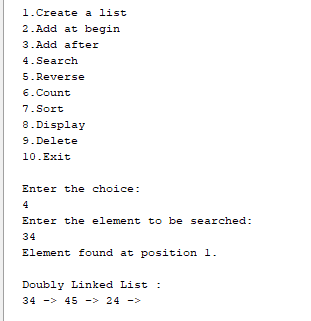 1.Create a list
2.Add at begin
3.Add after
4.Search
5.Reverse
6.Count
7.Sort
8.Display
9.Delete
10.Exit
Enter the choice:
4
Enter the element to be searched:
34
Element found at position 1.
Doubly Linked List :
34 -> 45 -> 24 ->